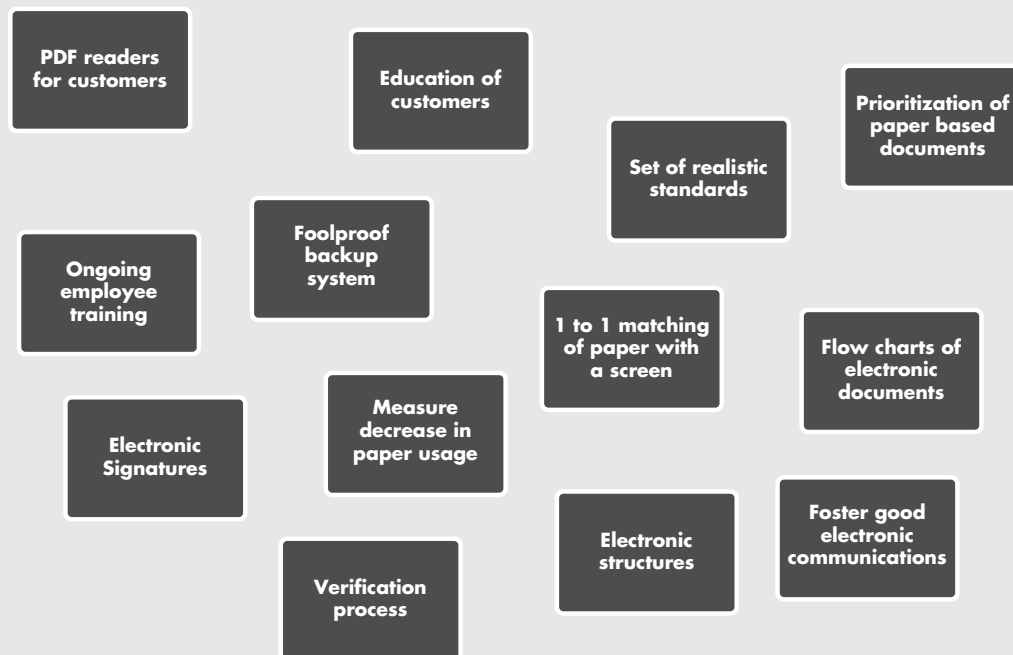 PDF readers
for customers
Education of
customers
Prioritization of
paper based
documents
Set of realistic
standards
Foolproof
backup
system
Ongoing
employee
training
1 to 1 matching
of paper with
a screen
Flow charts of
electronic
documents
Measure
decrease in
paper usage
Electronic
Signatures
Electronic
structures
Foster good
electronic
communications
Verification
process